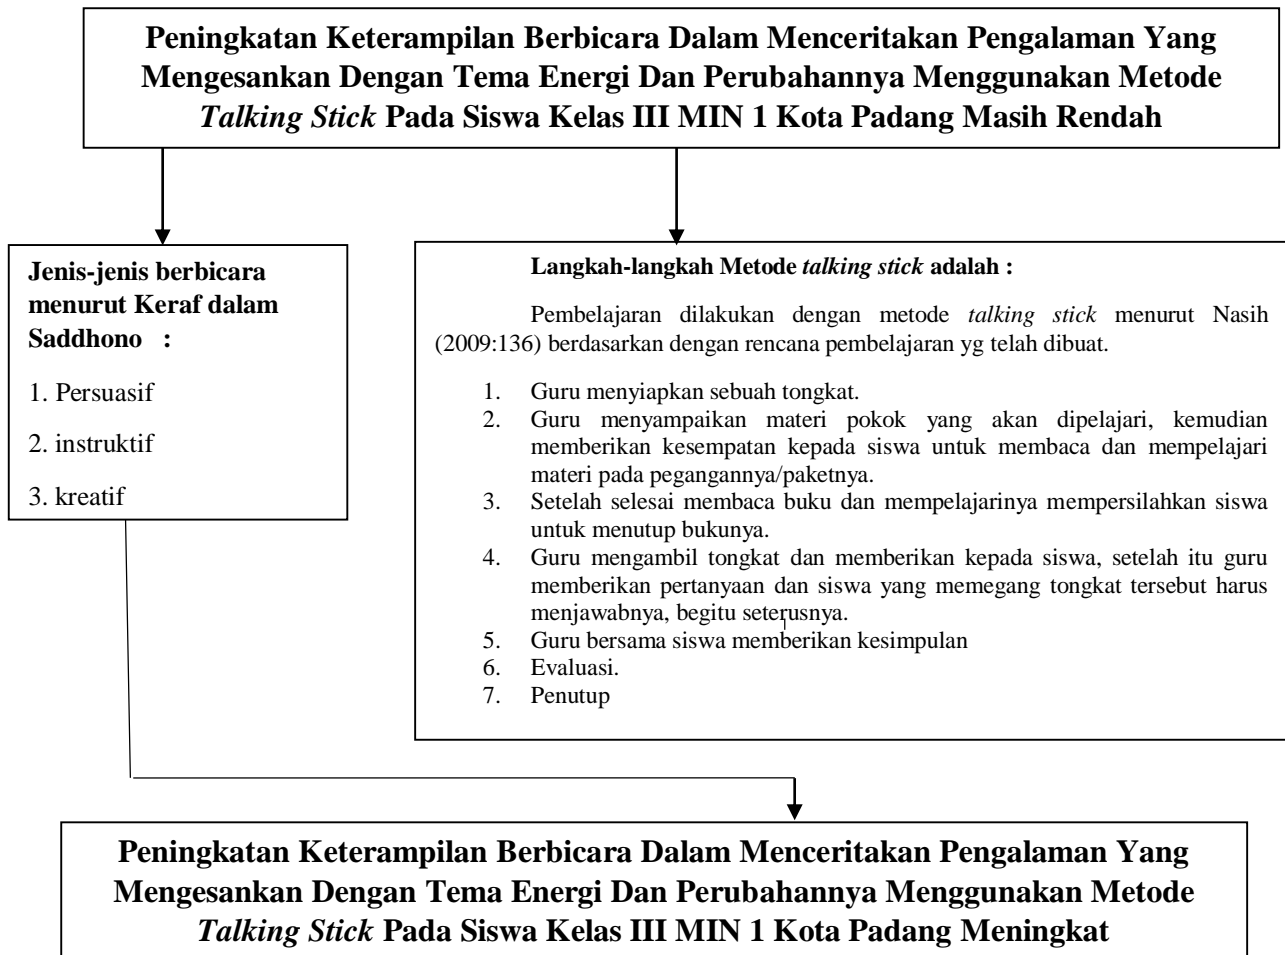 Peningkatan Keterampilan Berbicara Dalam Menceritakan Pengalaman Yang
Mengesankan Dengan Tema Energi Dan Perubahannya Menggunakan Metode
Talking Stick Pada Siswa Kelas III MIN 1 Kota Padang Masih Rendah
Jenis-jenis berbicara
menurut Keraf dalam
Saddhono :
1. Persuasif
2. instruktif
3. kreatif
Langkah-langkah Metode talking stick adalah :
Pembelajaran dilakukan dengan metode talking stick menurut Nasih
(2009:136) berdasarkan dengan rencana pembelajaran yg telah dibuat.
1. Guru menyiapkan sebuah tongkat.
2. Guru menyampaikan materi pokok yang akan dipelajari, kemudian
memberikan kesempatan kepada siswa untuk membaca dan mempelajari
materi pada pegangannya/paketnya.
3. Setelah selesai membaca buku dan mempelajarinya mempersilahkan siswa
untuk menutup bukunya.
4. Guru mengambil tongkat dan memberikan kepada siswa, setelah itu guru
memberikan pertanyaan dan siswa yang memegang tongkat tersebut harus
menjawabnya, begitu seterusnya.
5. Guru bersama siswa memberikan kesimpulan
6. Evaluasi.
7. Penutup
Peningkatan Keterampilan Berbicara Dalam Menceritakan Pengalaman Yang
Mengesankan Dengan Tema Energi Dan Perubahannya Menggunakan Metode
Talking Stick Pada Siswa Kelas III MIN 1 Kota Padang Meningkat